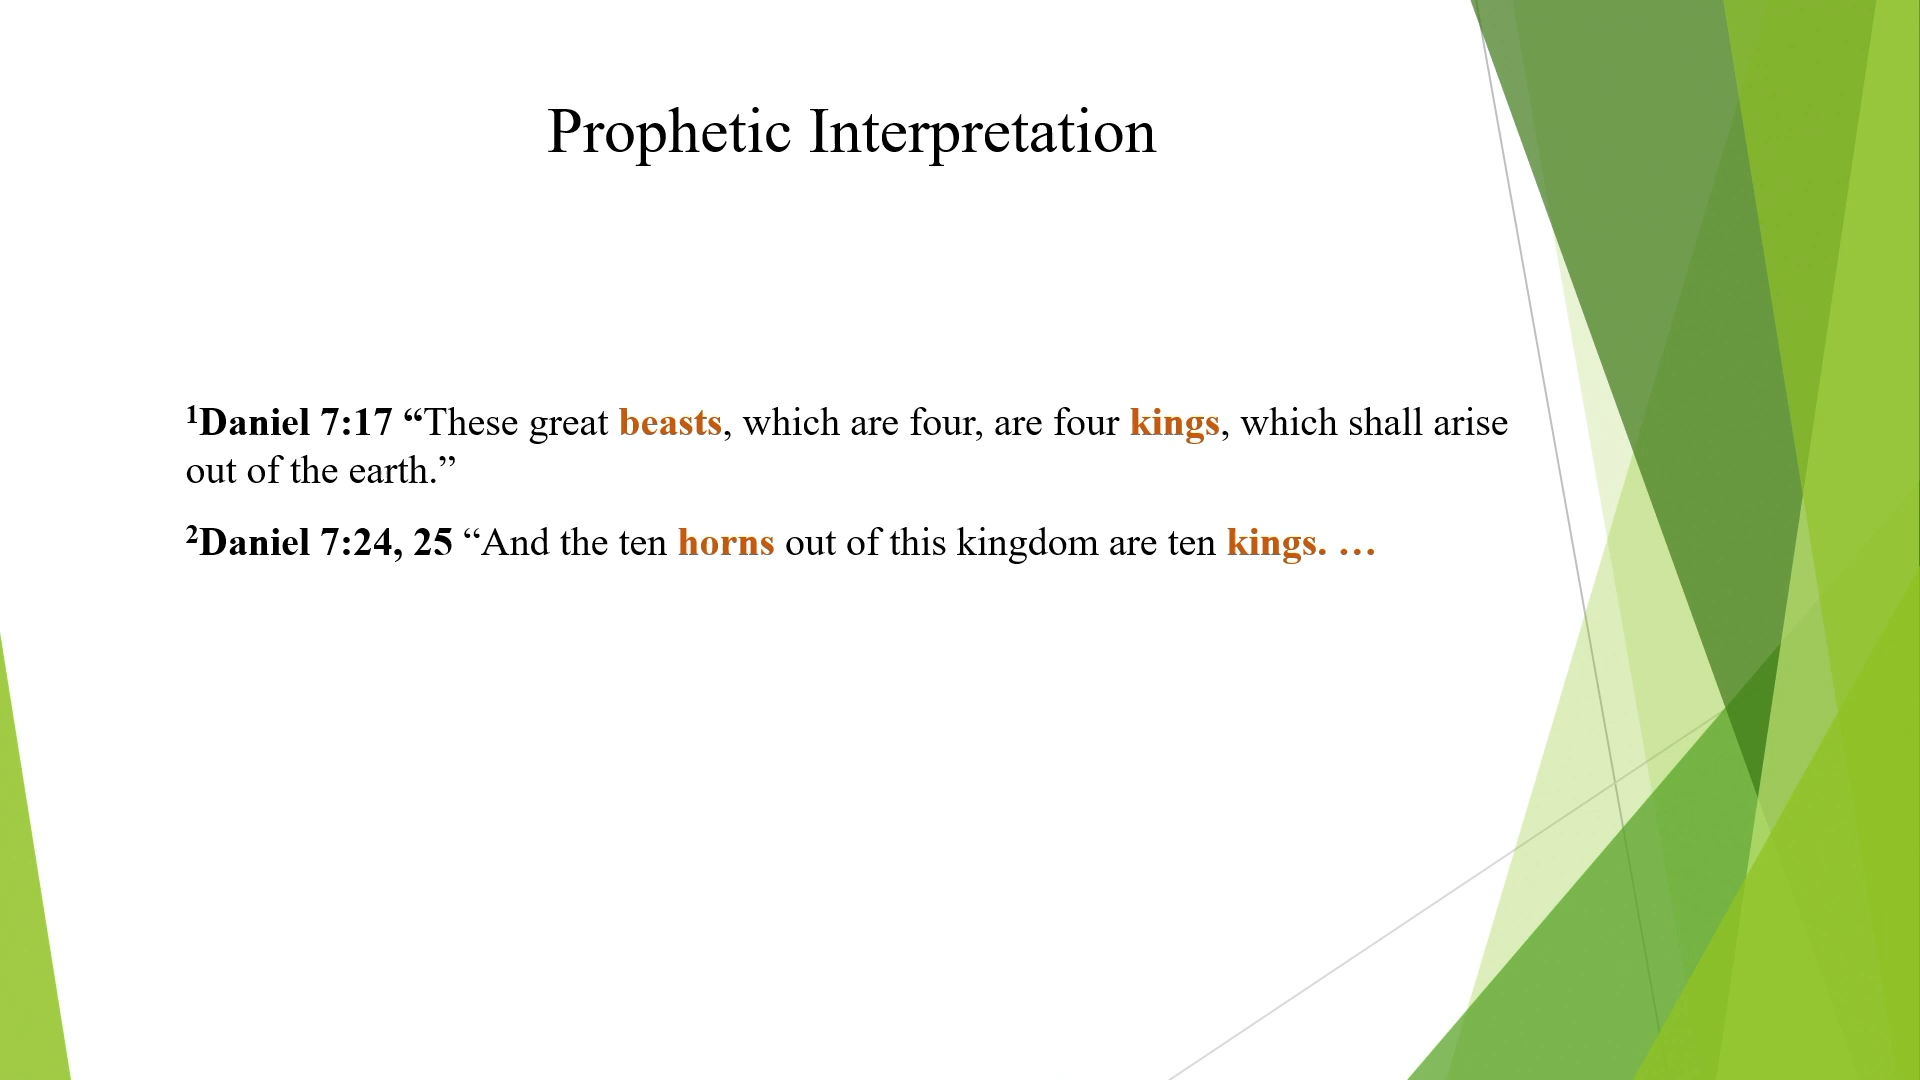 Prophetic Interpretation
¹Daniel 7:17 “These great beasts, which are four, are four kings, which shall arise
out of the earth.”
²Daniel 7:24, 25 “And the ten horns out of this kingdom are ten kings. …